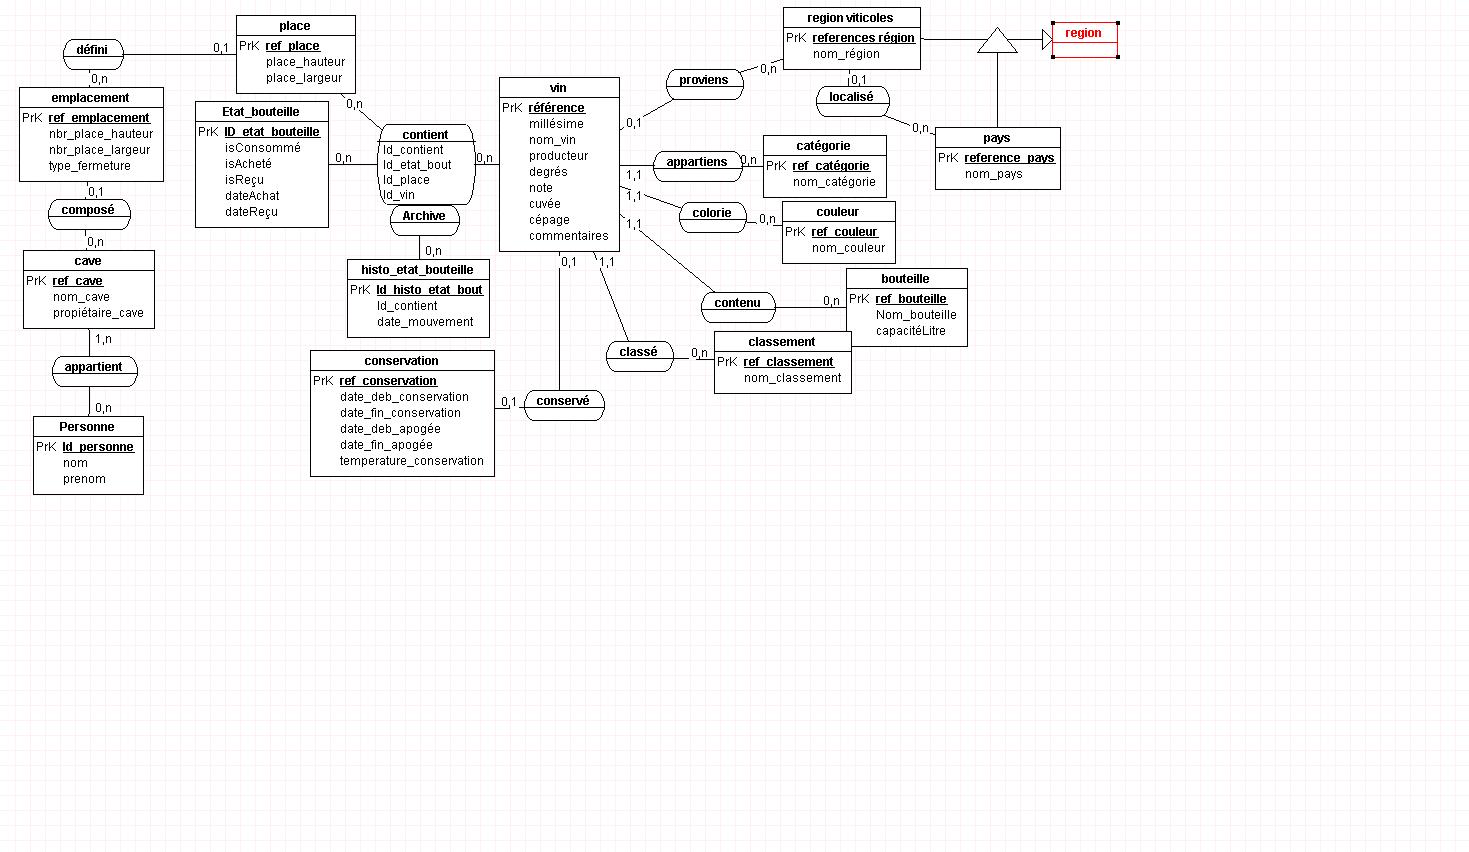 place
PrK ref_place
place_hauteur
place_largeur
défini
0,1
0,n
0,n
emplacement
PrK ref_emplacement
nbr_place_hauteur
nbr_place_largeur
type_fermeture
0,1
composé
0,n
cave
PrK ref_cave
nom_cave
propiétaire_cave
1,n
appartient
0,n
Personne
PrK Id_personne
nom
prenom
Etat_bouteille
PrK ID_etat_bouteille
isConsommé
isAcheté
isReçu
dateAchat
dateReçu
0,n
contient
Id_contient
Id_etat_bout
Id_place
Id_vin
0,n
Archive
0,n
histo_etat_bouteille
PrK Id_histo_etat_bout
Id_contient
date_mouvement
conservation
PrK ref_conservation
date_deb_conservation
date_fin_conservation
date_deb_apogée
date_fin_apogée
temperature_conservation
0,1
conservé
0,1
vin
PrK référence
millésime
nom_vin
producteur
degrés
note
cuvée
cépage
commentaires
0,1
proviens
0,n
region viticoles
PrK references région
nom_région
0,1
localisé
0,n
pays
PrK reference_pays
nom_pays
region
1,1
appartiens
0,n
catégorie
PrK ref_catégorie
nom_catégorie
1,1
colorie
0,n
couleur
PrK ref_couleur
nom_couleur
1,1
contenu
0,n
bouteille
PrK ref_bouteille
Nom_bouteille
capacitéLitre
1,1
classé
0,n
classement
PrK ref_classement
nom_classement